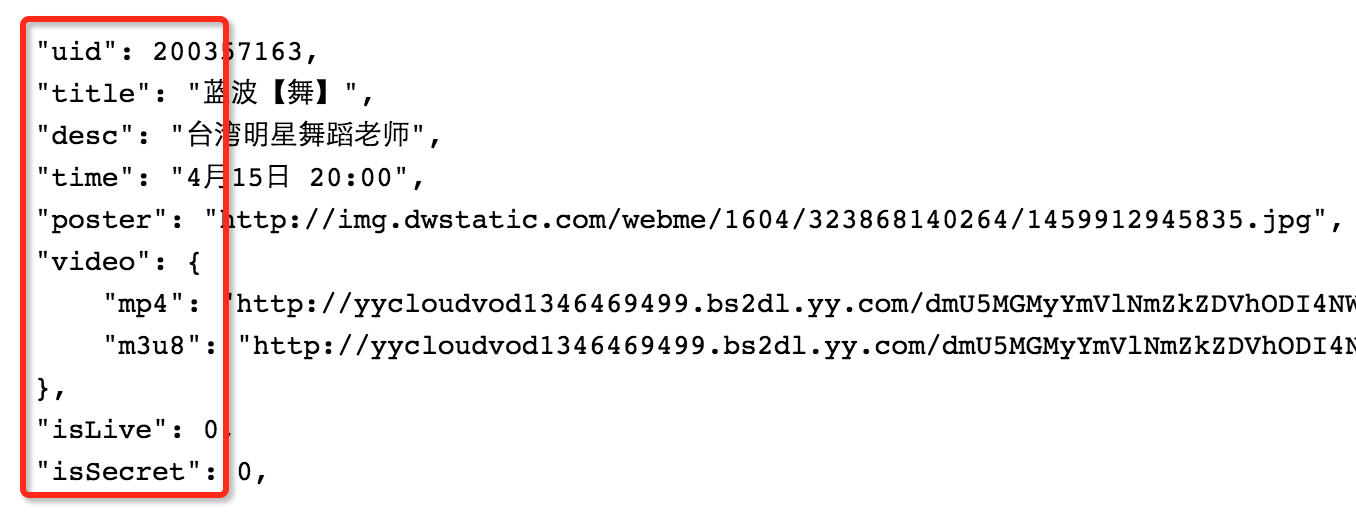 "uid": 200357163,
"title": "蓝波【舞】",
"desc": "台湾明星舞蹈老师",
"time": "4月15日 20:00",
"poster": "http://img.dwstatic.com/webme/1604/323868140264/1459912945835.jpg",
"video": {
"mp4": "http://yycloudvod1346469499.bs2dl.yy.com/dmU5MGMyYmVlNmZkZDVhODI4NW
"m3u8": "http://yycloudvod1346469499.bs2dl.yy.com/dmU5MGMyYmVlNmZkZDVhODI4N
},
"isLive": 0,
"isSecret": 0,